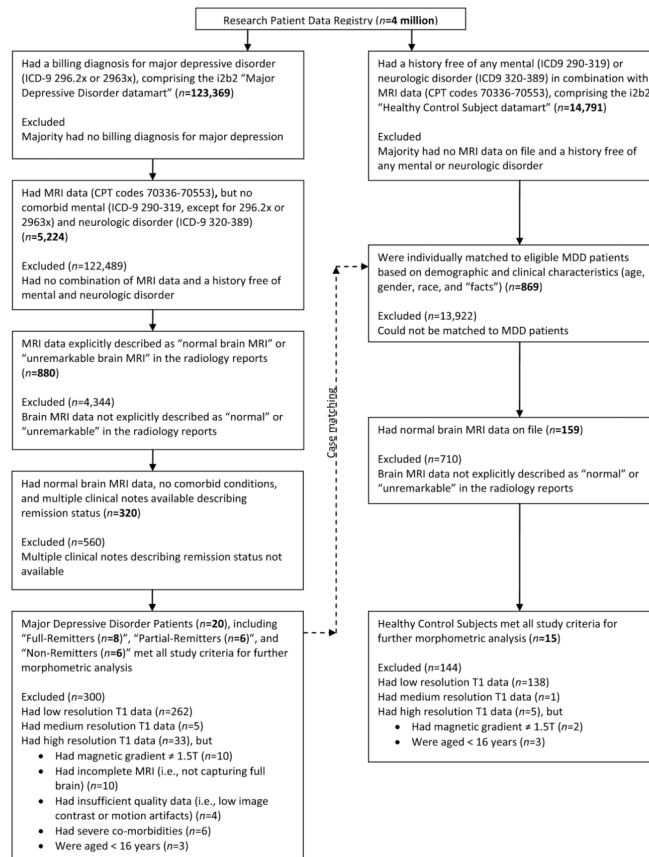 Research Patient Data Registry (n=4 million)
Had a billing diagnosis for major depressive disorder
(ICD-9 296.2x or 2963x), comprising the i2b2 “Major
Depressive Disorder datamart” (n=123,369)
Excluded
Majority had no billing diagnosis for major depression
Had MRI data (CPT codes 70336-70553), but no
comorbid mental (ICD-9 290-319, except for 296.2x or
2963x) and neurologic disorder (ICD-9 320-389)
(n=5,224)
Excluded (n=122,489)
Had no combination of MRI data and a history free of
mental and neurologic disorder
MRI data explicitly described as “normal brain MRI” or
“unremarkable brain MRI” in the radiology reports
(n=880)
Excluded (n=4,344)
Brain MRI data not explicitly described as “normal” or
“unremarkable” in the radiology reports
Had normal brain MRI data, no comorbid conditions,
and multiple clinical notes available describing
remission status (n=320)
Excluded (n=560)
Multiple clinical notes describing remission status not
available
Major Depressive Disorder Patients (n=20), including
“Full-Remitters (n=8)”, “Partial-Remitters (n=6)”, and
“Non-Remitters (n=6)” met all study criteria for further
morphometric analysis
Excluded (n=300)
Had low resolution T1 data (n=262)
Had medium resolution T1 data (n=5)
Had high resolution T1 data (n=33), but
• Had magnetic gradient ≠ 1.5T (n=10)
• Had incomplete MRI (i.e., not capturing full
brain) (n=10)
• Had insufficient quality data (i.e., low image
contrast or motion artifacts) (n=4)
• Had severe co-morbidities (n=6)
• Were aged < 16 years (n=3)
Case matching
Had a history free of any mental (ICD9 290-319) or
neurologic disorder (ICD9 320-389) in combination with
MRI data (CPT codes 70336-70553), comprising the i2b2
“Healthy Control Subject datamart” (n=14,791)
Excluded
Majority had no MRI data on file and a history free of
any mental or neurologic disorder
Were individually matched to eligible MDD patients
based on demographic and clinical characteristics (age,
gender, race, and “facts”) (n=869)
Excluded (n=13,922)
Could not be matched to MDD patients
Had normal brain MRI data on file (n=159)
Excluded (n=710)
Brain MRI data not explicitly described as “normal” or
“unremarkable” in the radiology reports
Healthy Control Subjects met all study criteria for
further morphometric analysis (n=15)
Excluded (n=144)
Had low resolution T1 data (n=138)
Had medium resolution T1 data (n=1)
Had high resolution T1 data (n=5), but
• Had magnetic gradient ≠ 1.5T (n=2)
• Were aged < 16 years (n=3)